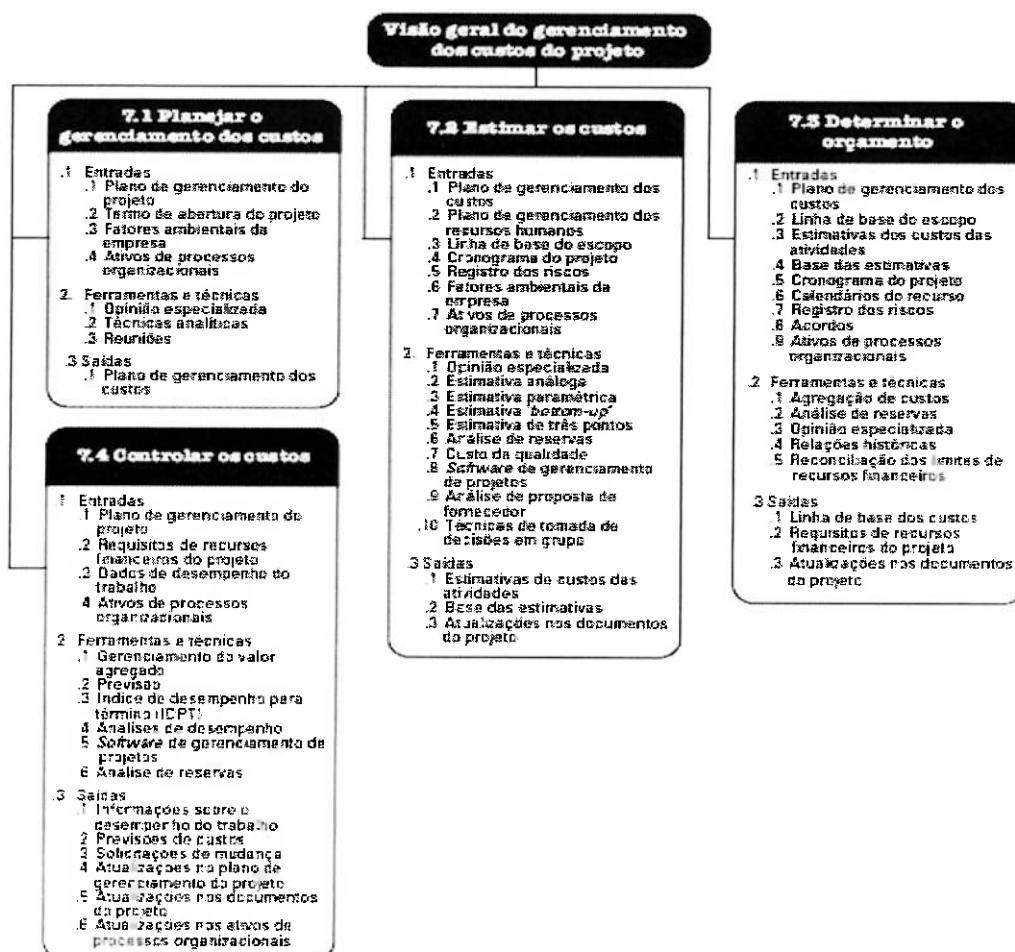 Visão geral do gerenciamento
dos custos do projeto
7.1 Planejar o
gerenciamento dos custos
.1 Entradas
.1 Plano de gerenciamento do
projeto
.2 Termo de abertura do projeto
.3 Fatores ambientais da
empresa
.4 Ativos de processos
organizacionais
2. Ferramentas e técnicas
.1 Opinião especializada
.2 Técnicas analíticas
.3 Reuniões
.3 Saídas
.1 Plano de gerenciamento dos
custos
7.2 Estimar os custos
.1 Entradas
.1 Plano de gerenciamento dos
custos
.2 Plano de gerenciamento dos
recursos humanos
.3 Linha de base do escopo
.4 Cronograma do projeto
.5 Registro dos riscos
.6 Fatores ambientais da
empresa
.7 Ativos de processos
organizacionais
2. Ferramentas e técnicas
.1 Opinião especializada
.2 Estimativa análoga
.3 Estimativa paramétrica
.4 Estimativa "bottom-up"
.5 Estimativa de três pontos
.6 Análise de reservas
.7 Custo da qualidade
.8 Software de gerenciamento
de projetos
.9 Análise de proposta de
fornecedor
.10 Técnicas de tomada de
decisões em grupo
.3 Saídas
.1 Estimativas de custos das
atividades
.2 Base das estimativas
.3 Atualizações nos documentos
do projeto
7.3 Determinar o
orçamento
.1 Entradas
.1 Plano de gerenciamento dos
custos
.2 Linha de base do escopo
.3 Estimativas dos custos das
atividades
.4 Base das estimativas
.5 Cronograma do projeto
.6 Calendários do recurso
.7 Registro dos riscos
.8 Acordos
.9 Ativos de processos
organizacionais
.2 Ferramentas e técnicas
.1 Agregação de custos
.2 Análise de reservas
.3 Opinião especializada
.4 Relações históricas
.5 Reconciliação dos limites de
recursos financeiros
.3 Saídas
.1 Linha de base dos custos
.2 Requisitos de recursos
financeiros do projeto
.3 Atualizações nos documentos
do projeto
7.4 Controlar os custos
.1 Entradas
.1 Plano de gerenciamento do
projeto
.2 Requisitos de recursos
financeiros do projeto
.3 Dados de desempenho do
trabalho
4 Ativos de processos
organizacionais
2 Ferramentas e técnicas
.1 Gerenciamento do valor
agregado
.2 Previsão
.3 Índice de desempenho para
término (IDPT)
4 Análises de desempenho
5 Software de gerenciamento de
projetos
6 Análise de reservas
.3 Saídas
.1 Informações sobre o
desempenho do trabalho
2 Previsões de custos
3 Solicitações de mudança
4 Atualizações no plano de
gerenciamento do projeto
.5 Atualizações nos documentos
do projeto
.6 Atualizações nos ativos de
processos organizacionais